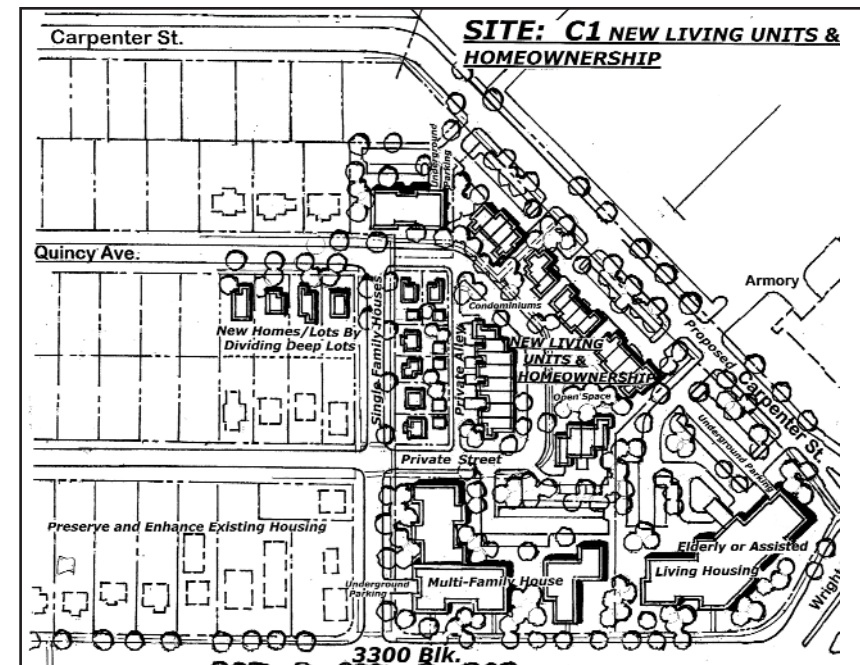 SITE: C1 NEW LIVING UNITS &
HOMEOWNERSHIP
Carpenter St.
Underground
Parking
Quincy Ave.
Armory
Condominiums
Single Family Houses
New Homes/Lots By
Dividing Deep Lots
Private Alley
NEW LIVING
UNITS &
HOMEOWNERSHIP
Proposed Carpenter St.
Open Space
Underground Parking
Private Street
Preserve and Enhance Existing Housing
Elderly or Assisted
Living Housing
Underground
Parking
Multi-Family House
Wright
3300 Blk.